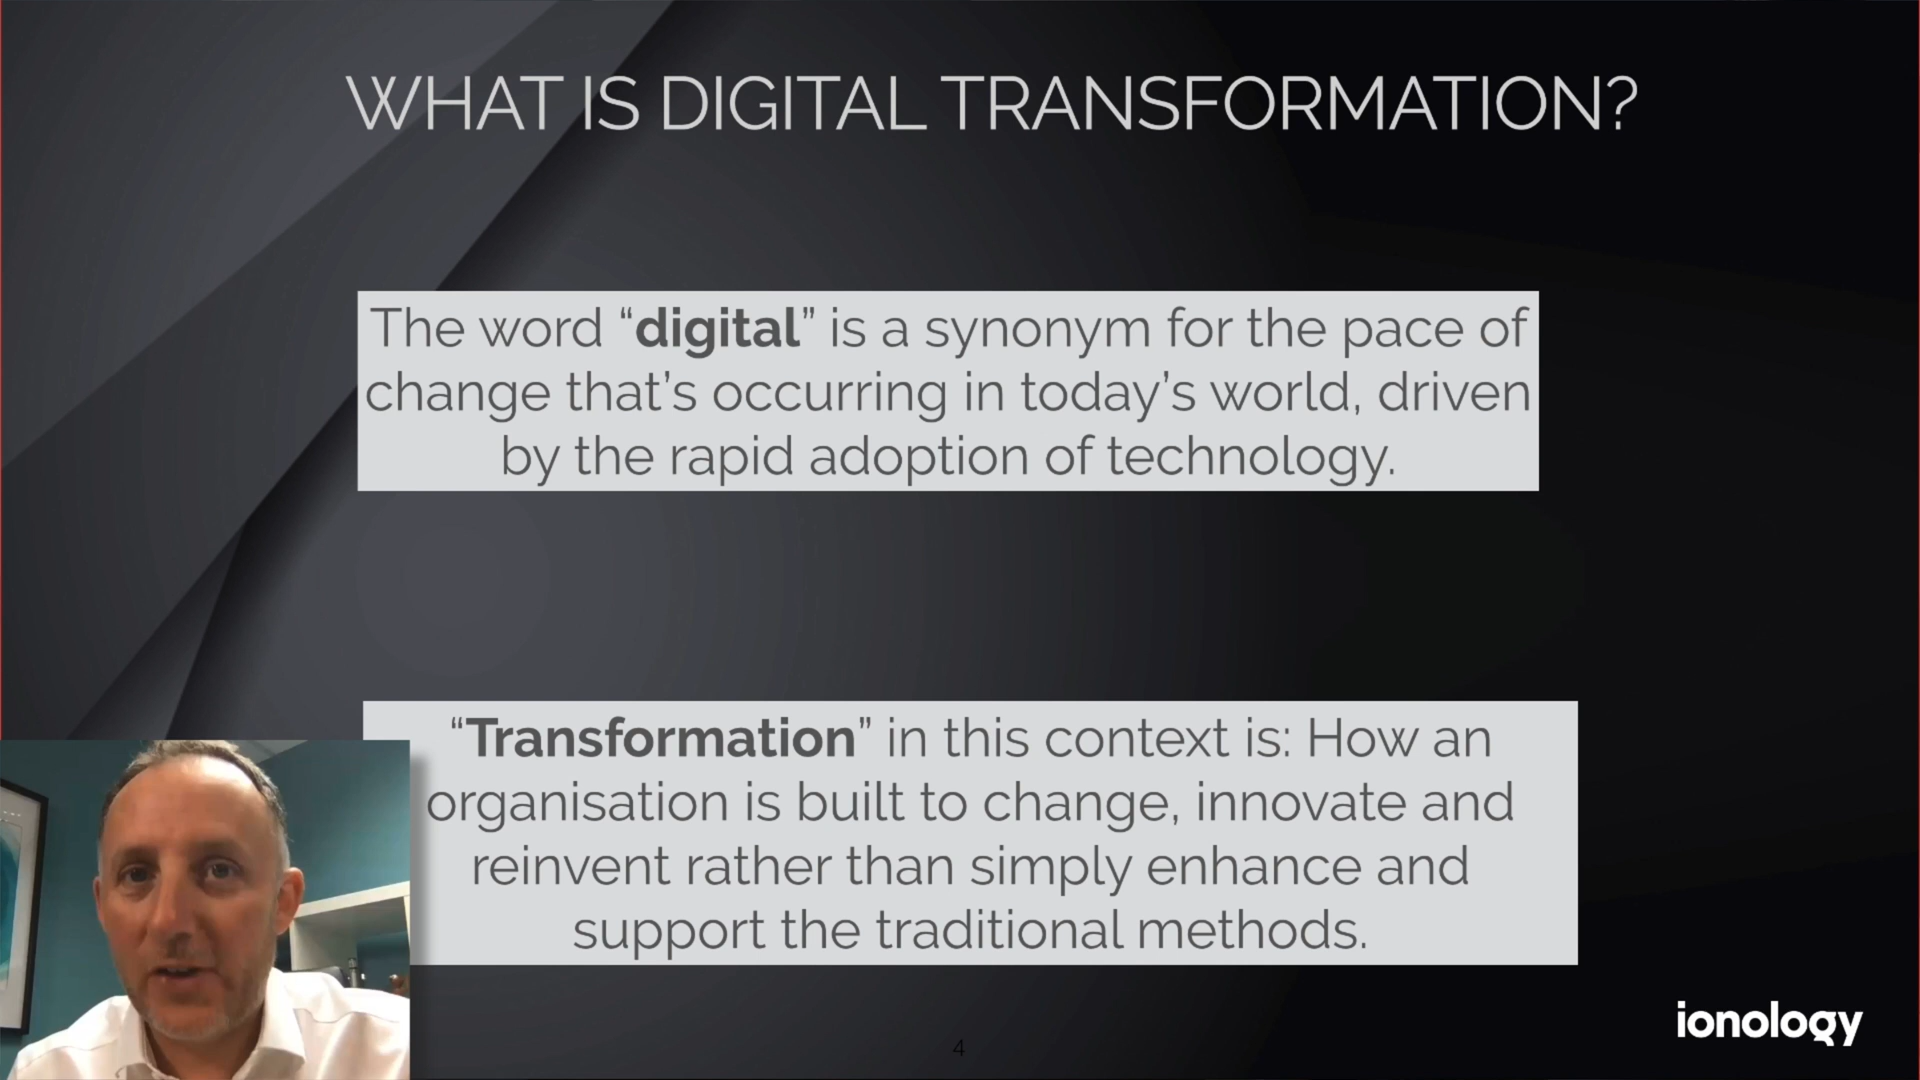 WHAT IS DIGITAL TRANSFORMATION?
The word “digital” is a synonym for the pace of
change that’s occurring in today’s world, driven
by the rapid adoption of technology.
“Transformation” in this context is: How an
organisation is built to change, innovate and
reinvent rather than simply enhance and
support the traditional methods.
ionology
4